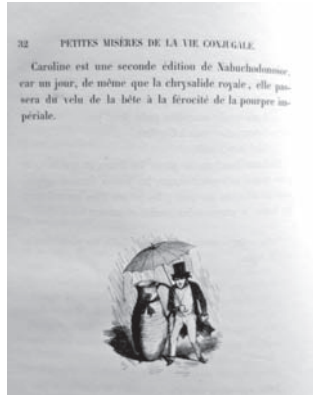 32 PETITES MISÈRES DE LA VIE CONJUGALE.
Caroline est une seconde édition de Nabuchodonosor,
car un jour, de même que la chrysalide royale, elle pas-
sera du velu de la bête à la férocité de la pourpre im-
périale.